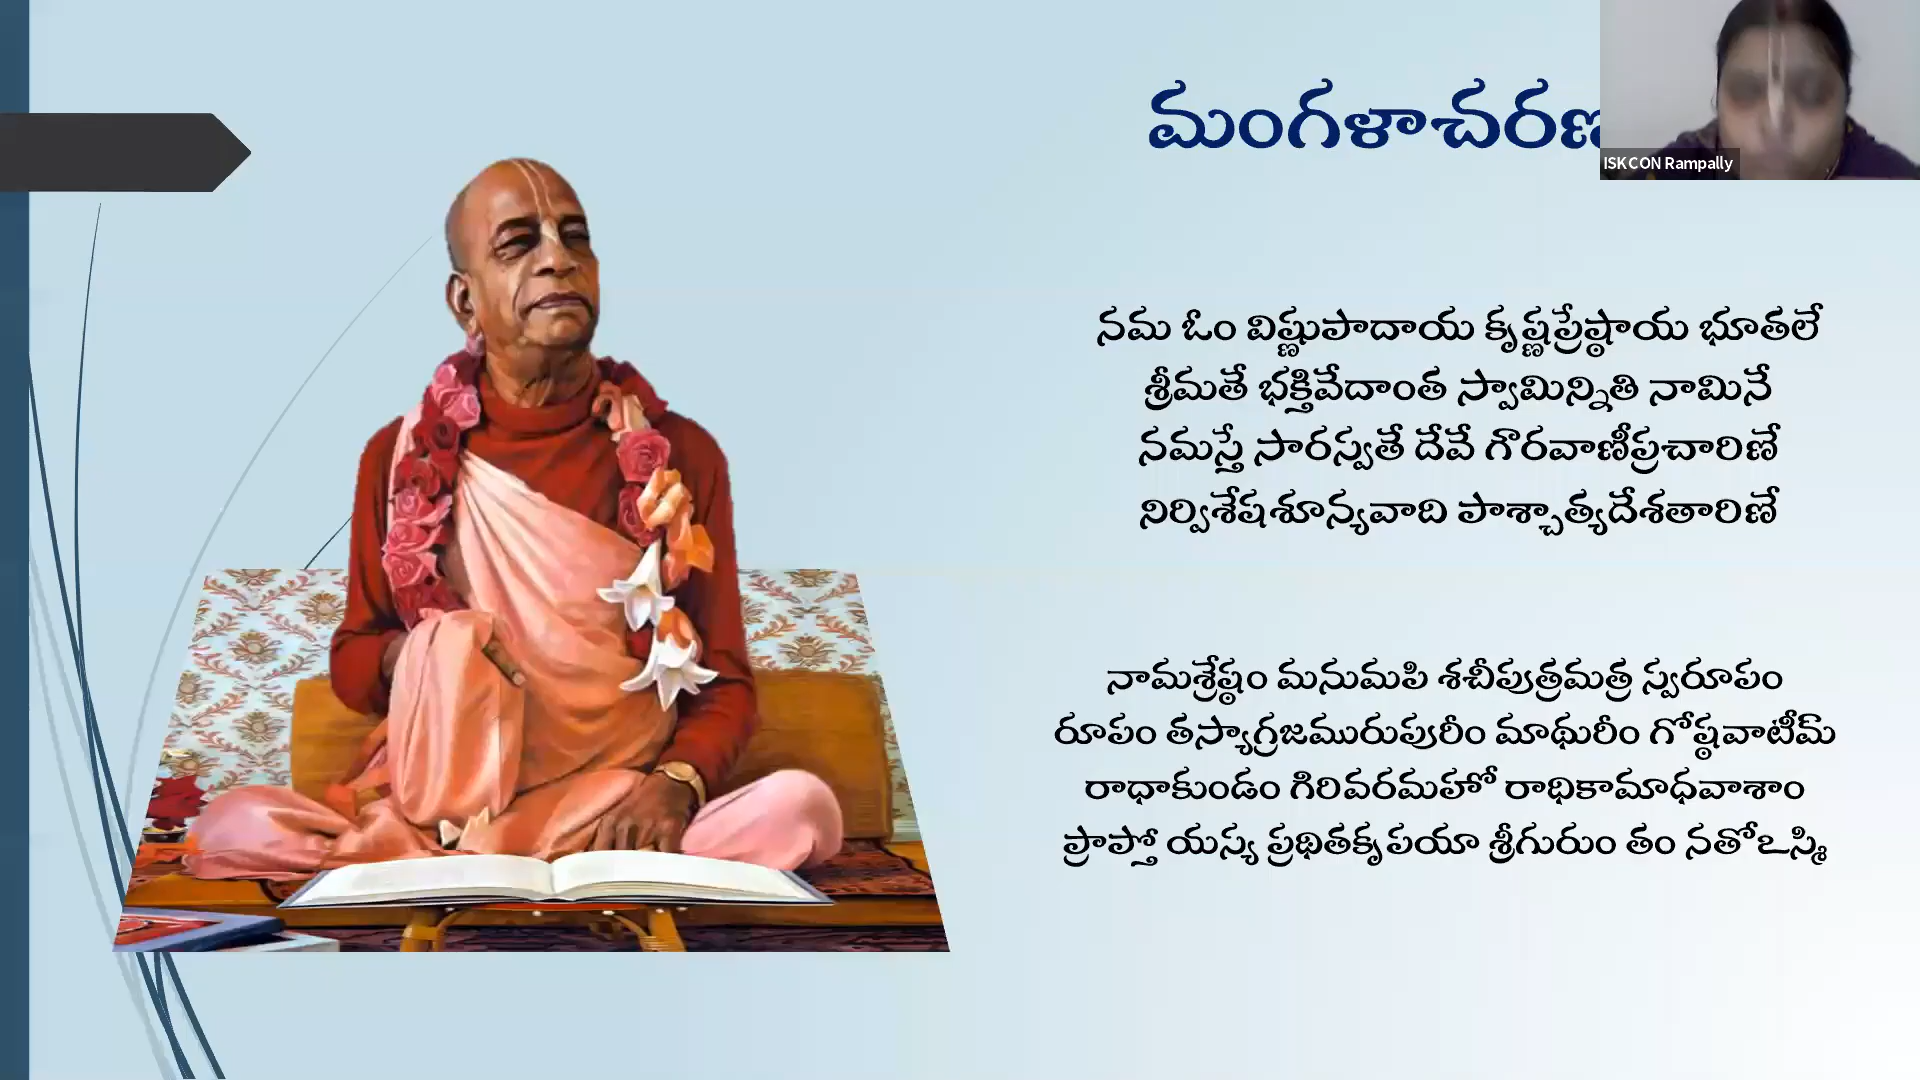 మంగళాచరణ
ISKCON Rampally
నమ ఓం విష్ణుపాదాయ కృష్ణప్రేష్ఠాయ భూతలే
శ్రీమతే భక్తివేదాంత స్వామిన్నితి నామినే
నమస్తే సారస్వతే దేవే గౌరవాణీప్రచారిణే
నిర్విశేషశూన్యవాది పాశ్చాత్యదేశతారిణే
నామశ్రేష్ఠం మనుమపి శచీపుత్రమత్ర స్వరూపం
రూపం తస్యాగ్రజమురుపురీం మాథురీం గోష్ఠవాటీమ్
రాధాకుండం గిరివరమహో రాధికామాధవాశాం
ప్రాప్తో యస్య ప్రథితకృపయా శ్రీగురుం తం నతోఽస్మి